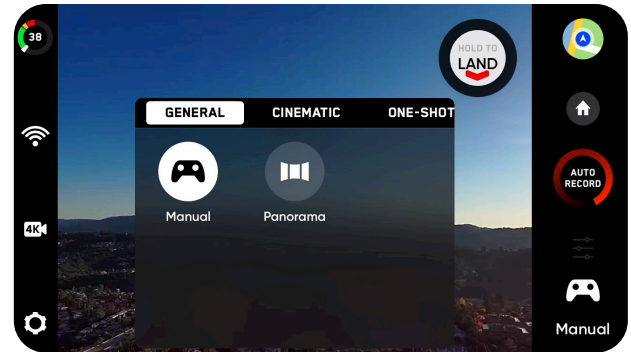 38
HOLD TO
LAND
GENERAL
CINEMATIC
ONE-SHOT
AUTO
RECORD
Manual
Panorama
4K
Manual